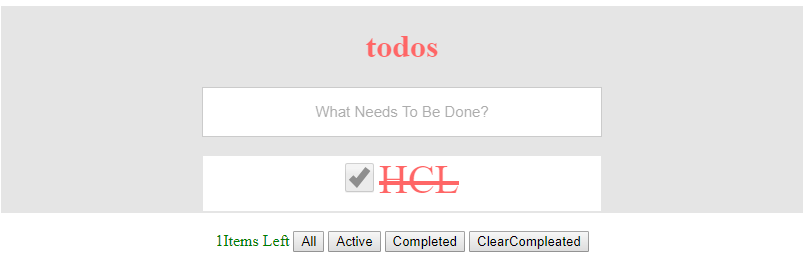 todos
What Needs To Be Done?
HCL
1Items Left All Active Completed ClearCompleated